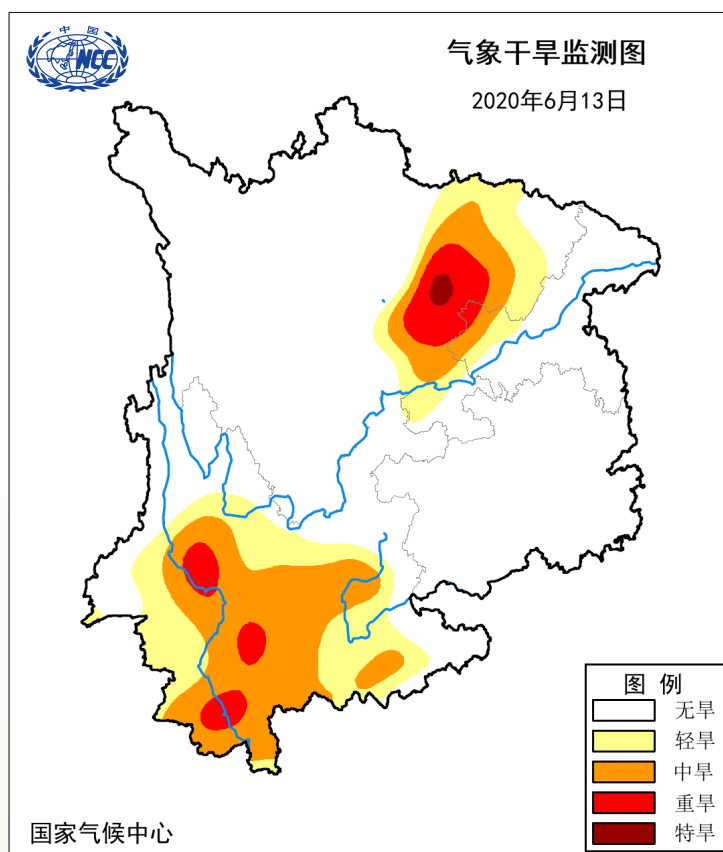 中国
NCC
气象干旱监测图
2020年6月13日
图 例
无旱
轻旱
中旱
重旱
特旱
国家气候中心